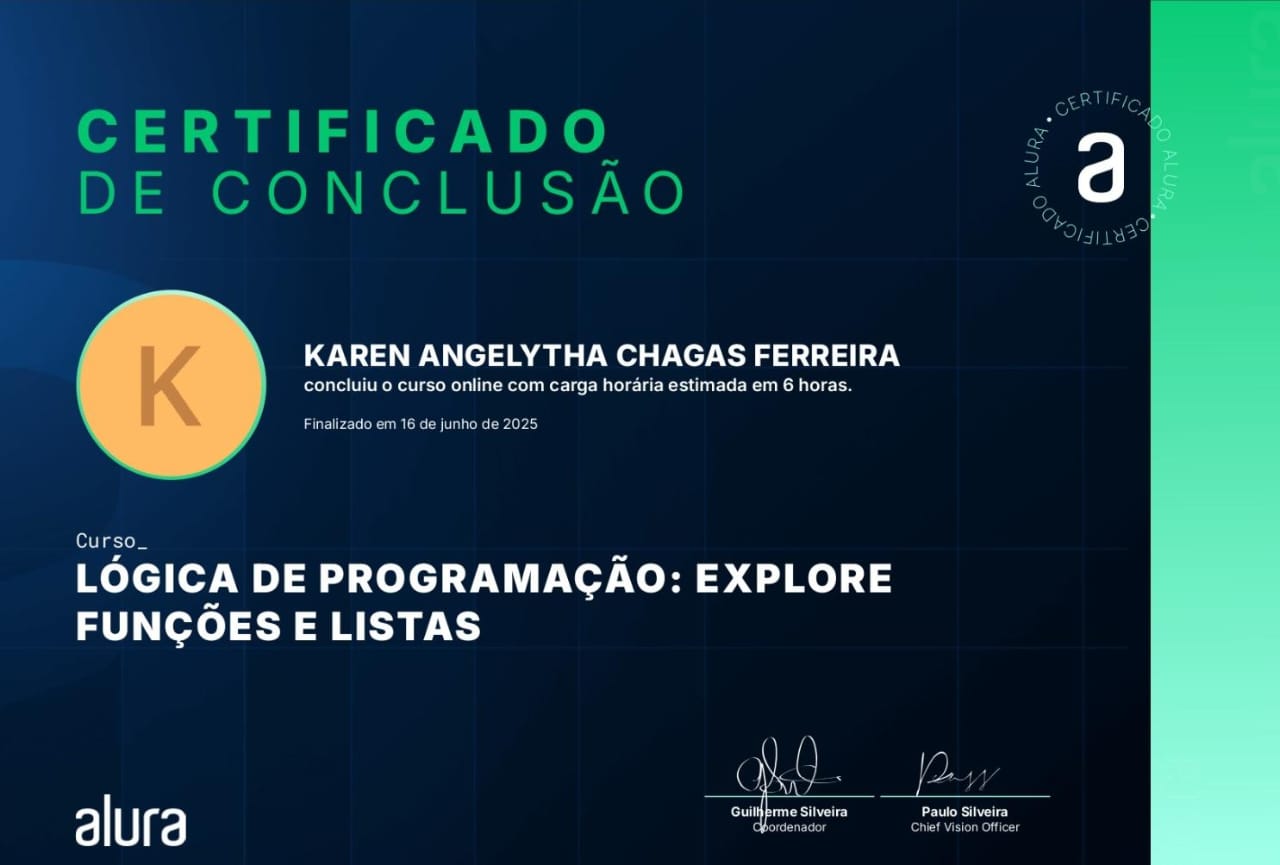 CERTIFICADO
DE CONCLUSÃO
CERTIFICADO ALURA • CERTIFICADO ALURA •
a
K
KAREN ANGELYTHA CHAGAS FERREIRA
concluiu o curso online com carga horária estimada em 6 horas.
Finalizado em 16 de junho de 2025
Curso_
LÓGICA DE PROGRAMAÇÃO: EXPLORE
FUNÇÕES E LISTAS
Guilherme Silveira
Coordenador
Paulo Silveira
Chief Vision Officer
alura
alura